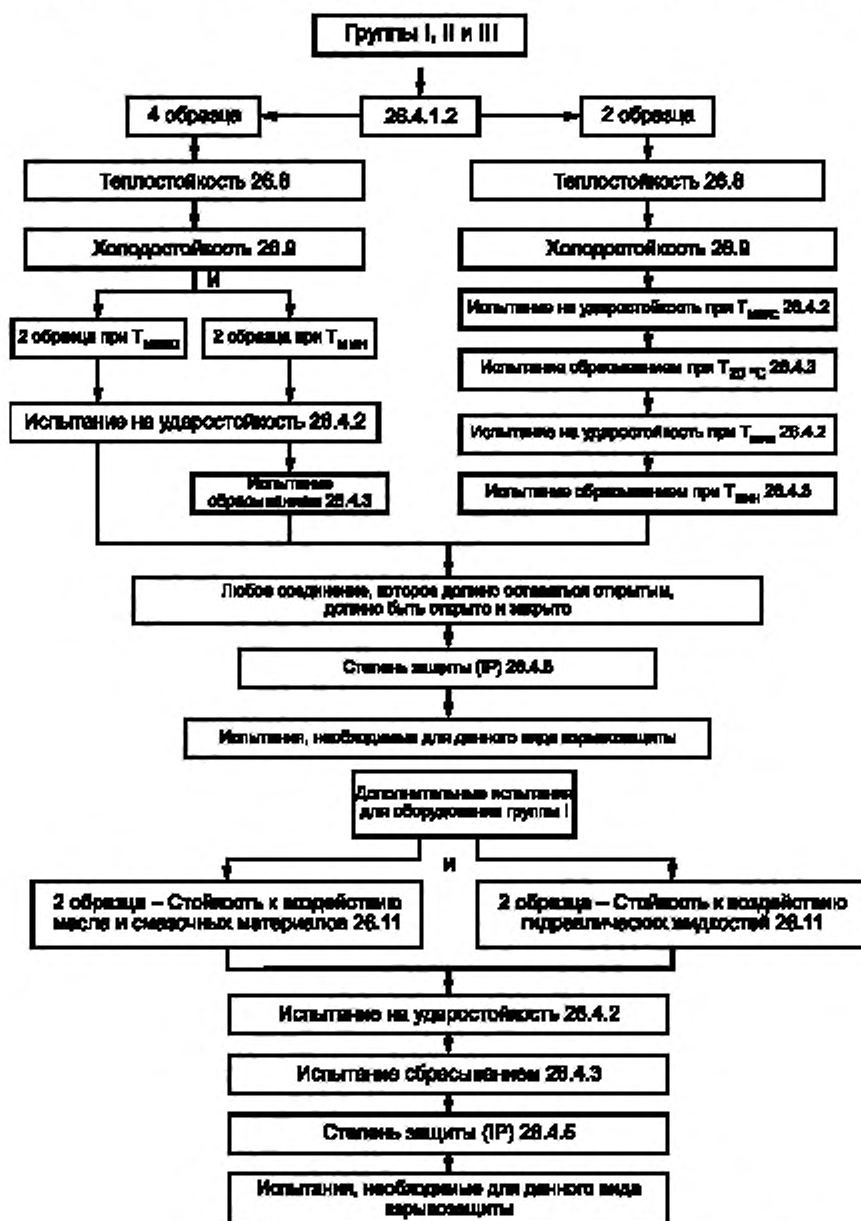 Группы I, II и III
4 образца
26.4.1.2
2 образца
Теплостойкость 26.8
Теплостойкость 26.8
Холодостойкость 26.9
Холодостойкость 26.9
И
Испытание на ударостойкость при Tмакс 26.4.2
2 образца при Tмакс
2 образца при Tмин
Испытания сбрасыванием при T20 °C 26.4.3
Испытание на ударостойкость 26.4.2
Испытание на ударостойкость при Tмин 26.4.2
Испытание
сбрасыванием 26.4.3
Испытание сбрасыванием при Tмин 26.4.3
Любое соединение, которое должно оставаться открытым,
должно быть открыто и закрыто
Степень защиты (IP) 26.4.5
Испытания, необходимые для данного вида взрывозащиты
Дополнительные испытания
для оборудования группы I
И
2 образца – Стойкость к воздействию
масла и смазочных материалов 26.11
2 образца – Стойкость к воздействию
гидравлических жидкостей 26.11
Испытание на ударостойкость 26.4.2
Испытание сбрасыванием 26.4.3
Степень защиты (IP) 26.4.5
Испытания, необходимые для данного вида
взрывозащиты